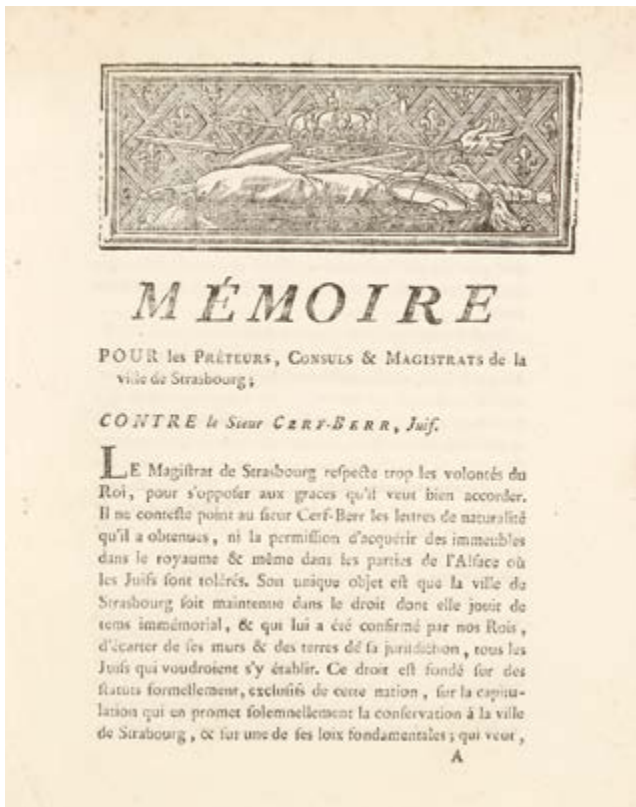 MÉMOIRE
POUR les PRÊTEURS, CONSULS & MAGISTRATS de la
ville de Strasbourg;
CONTRE le Sieur CERF-BERR, Juif.
LE Magiſtrat de Strasbourg reſpecte trop les volontés du
Roi, pour s'oppoſer aux graces qu'il veut bien accorder.
Il ne conteſte point au ſieur Cerf-Berr les lettres de naturalité
qu'il a obtenues, ni la permiſſion d'acquérir des immeubles
dans le royaume & même dans les parties de l'Alſace où
les Juifs ſont tolérés. Son unique objet eſt que la ville de
Strasbourg ſoit maintenue dans le droit dont elle jouit de
tems immémorial, & qui lui a été confirmé par nos Rois,
d'écarter de ſes murs & des terres dé ſa juriſdiction, tous les
Juifs qui voudroient s'y établir. Ce droit eſt fondé ſur des
ſtatuts formellement, excluſifs de cette nation, ſur la capitu-
lation qui en promet ſolemnellement la conſervation à la ville
de Strabourg, & ſur une de ſes loix fondamentales; qui veut,
A